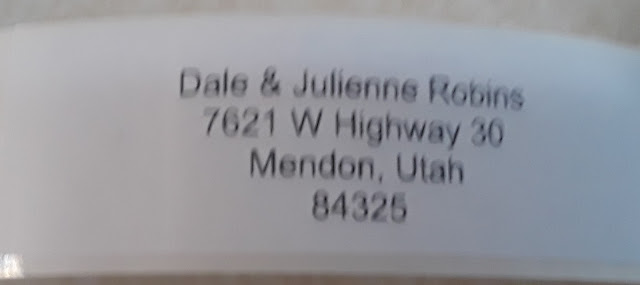 Dale & Julienne Robins
7621 W Highway 30
Mendon, Utah
84325